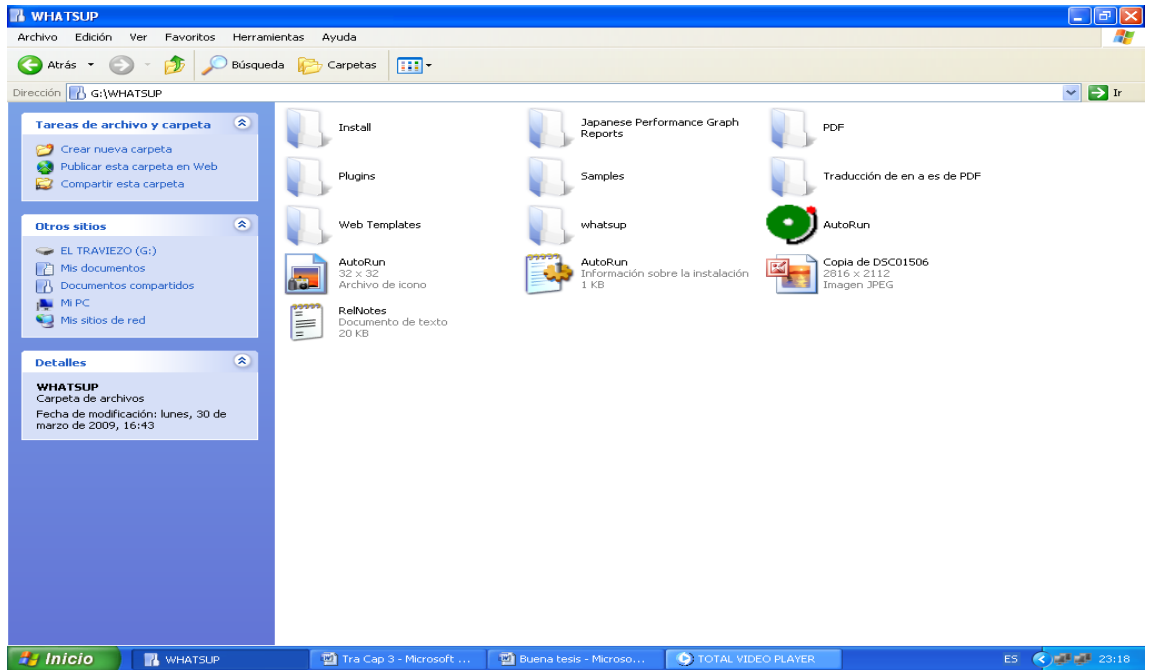 WHATSUP
Archivo Edición Ver Favoritos Herramientas Ayuda
Atrás Búsqueda Carpetas
Dirección G:\WHATSUP Ir
Tareas de archivo y carpeta
Crear nueva carpeta
Publicar esta carpeta en Web
Compartir esta carpeta
Otros sitios
EL TRAVIEZO (G:)
Mis documentos
Documentos compartidos
Mi PC
Mis sitios de red
Detalles
WHATSUP
Carpeta de archivos
Fecha de modificación: lunes, 30 de
marzo de 2009, 16:43
Install
Japanese Performance Graph
Reports
PDF
Plugins
Samples
Traducción de en a es de PDF
Web Templates
whatsup
AutoRun
AutoRun
32 x 32
Archivo de icono
AutoRun
Información sobre la instalación
1 KB
Copia de DSC01506
2816 x 2112
Imagen JPEG
RelNotes
Documento de texto
20 KB
Inicio
WHATSUP
Tra Cap 3 - Microsoft ...
Buena tesis - Microso...
TOTAL VIDEO PLAYER
ES
23:18